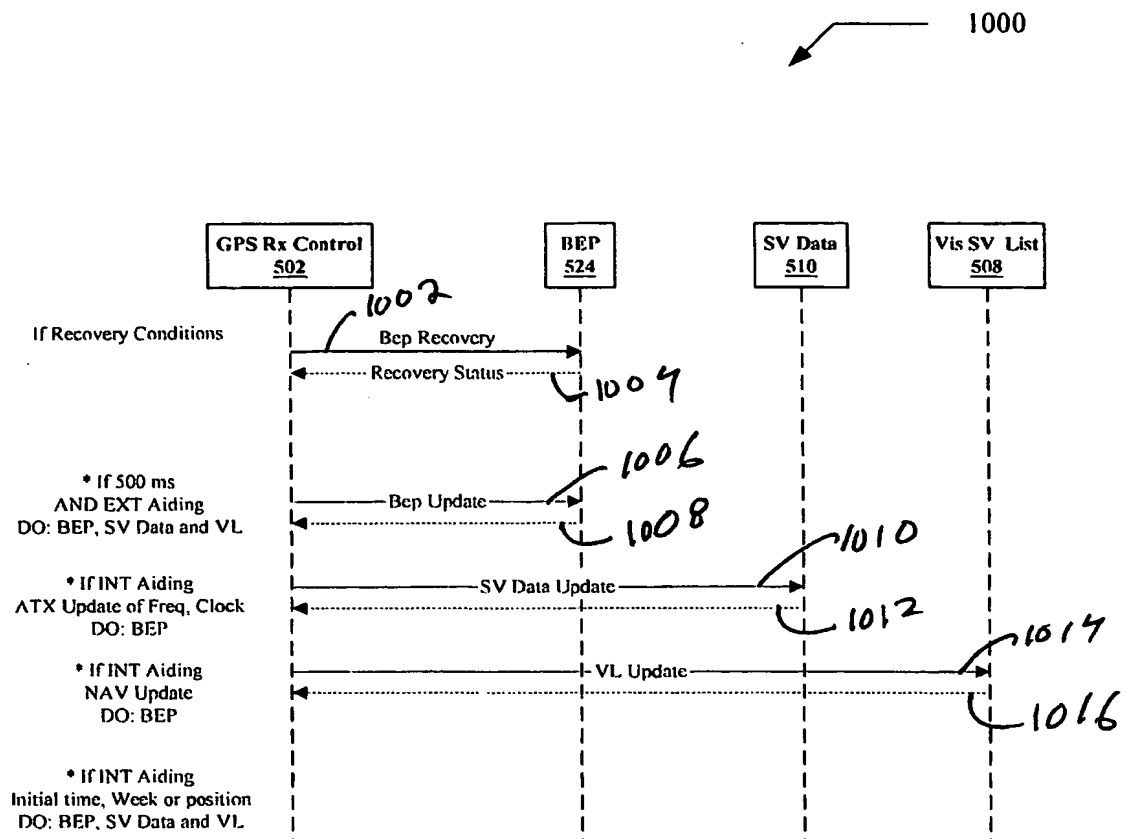 1000
GPS Rx Control
502
BEP
524
SV Data
510
Vis SV List
508
1002
If Recovery Conditions
Bep Recovery
Recovery Status
1004
* If 500 ms
AND EXT Aiding
DO: BEP, SV Data and VL
1006
Bep Update
1008
1010
* If INT Aiding
ATX Update of Freq, Clock
DO: BEP
SV Data Update
1012
1014
* If INT Aiding
NAV Update
DO: BEP
VL Update
1016
* If INT Aiding
Initial time, Week or position
DO: BEP, SV Data and VL